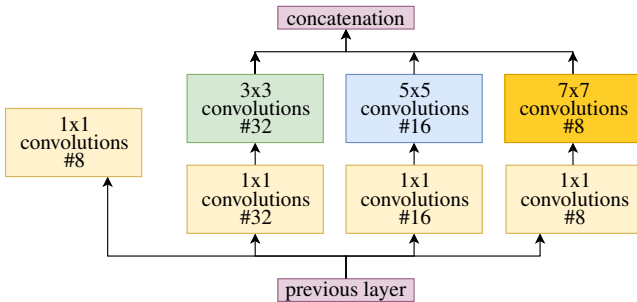 concatenation
3x3
convolutions
#32
5x5
convolutions
#16
7x7
convolutions
#8
1x1
convolutions
#8
1x1
convolutions
#32
1x1
convolutions
#16
1x1
convolutions
#8
previous layer